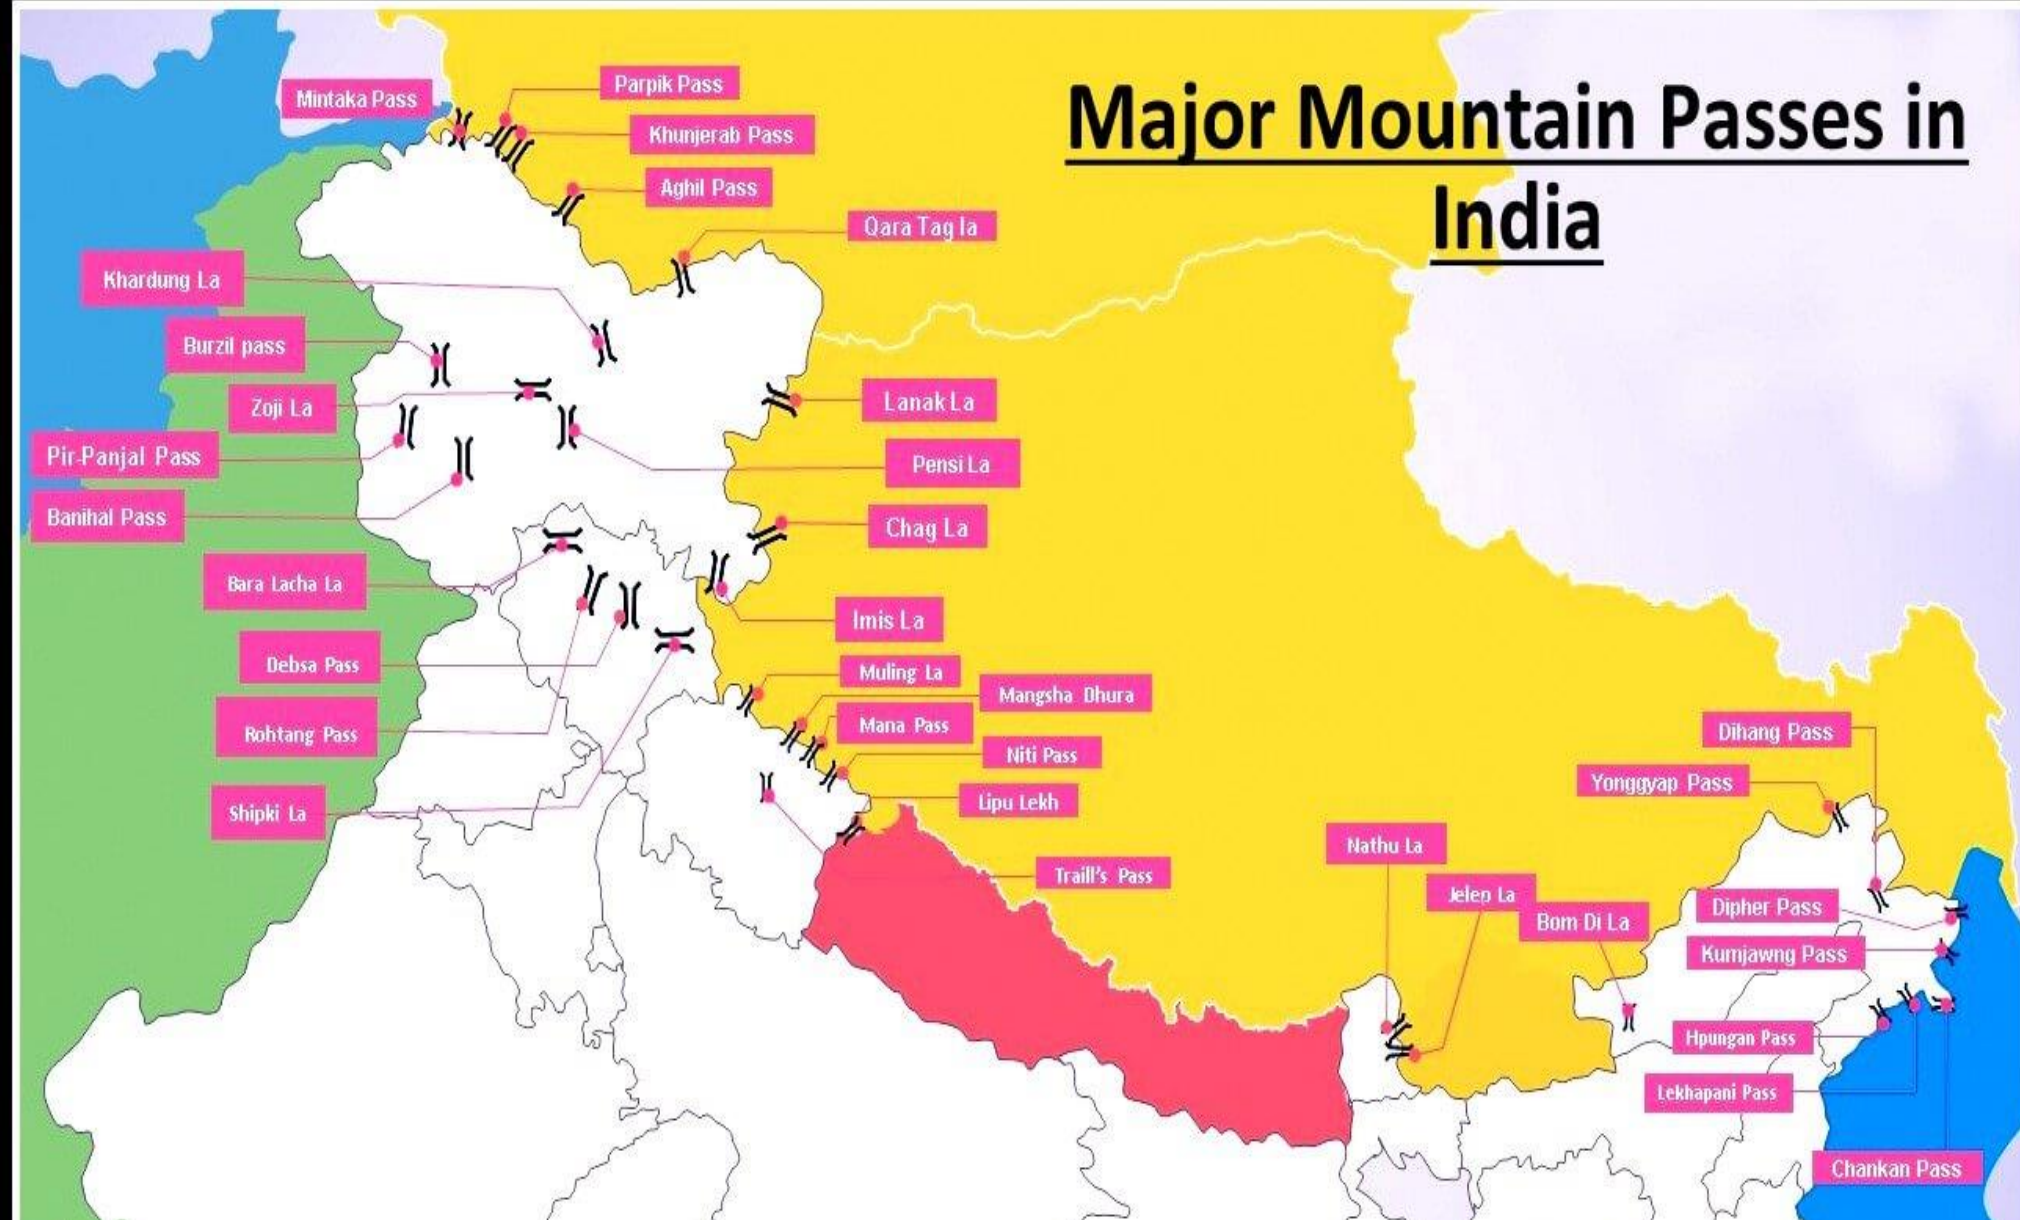 Major Mountain Passes in
India
Mintaka Pass
Parpik Pass
Khunjerab Pass
Aghil Pass
Qara Tag la
Khardung La
Burzil pass
Zoji La
Pir-Panjal Pass
Banihal Pass
Lanak La
Pensi La
Chag La
Bara Lacha La
Imis La
Debsa Pass
Muling La
Mangsha Dhura
Mana Pass
Rohtang Pass
Niti Pass
Lipu Lekh
Shipki La
Traill's Pass
Dihang Pass
Yonggyap Pass
Nathu La
Jelep La
Bom Di La
Dipher Pass
Kumjawng Pass
Hpungan Pass
Lekhapani Pass
Chankan Pass